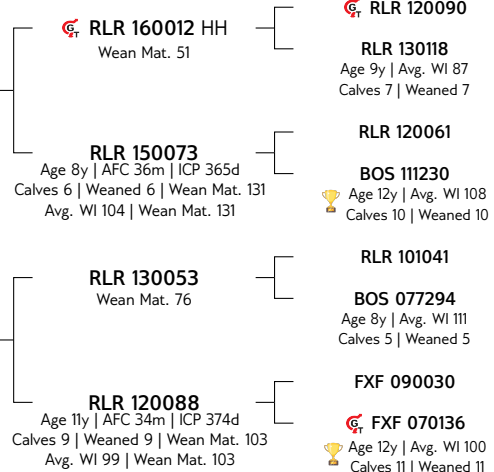 RLR 160012 HH
Wean Mat. 51
RLR 150073
Age 8y | AFC 36m | ICP 365d
Calves 6 | Weaned 6 | Wean Mat. 131
Avg. WI 104 | Wean Mat. 131
RLR 130053
Wean Mat. 76
RLR 120088
Age 11y | AFC 34m | ICP 374d
Calves 9 | Weaned 9 | Wean Mat. 103
Avg. WI 99 | Wean Mat. 103
GT RLR 120090
RLR 130118
Age 9y | Avg. WI 87
Calves 7 | Weaned 7
RLR 120061
BOS 111230
Age 12y | Avg. WI 108
Calves 10 | Weaned 10
RLR 101041
BOS 077294
Age 8y | Avg. WI 111
Calves 5 | Weaned 5
FXF 090030
GT FXF 070136
Age 12y | Avg. WI 100
Calves 11 | Weaned 11